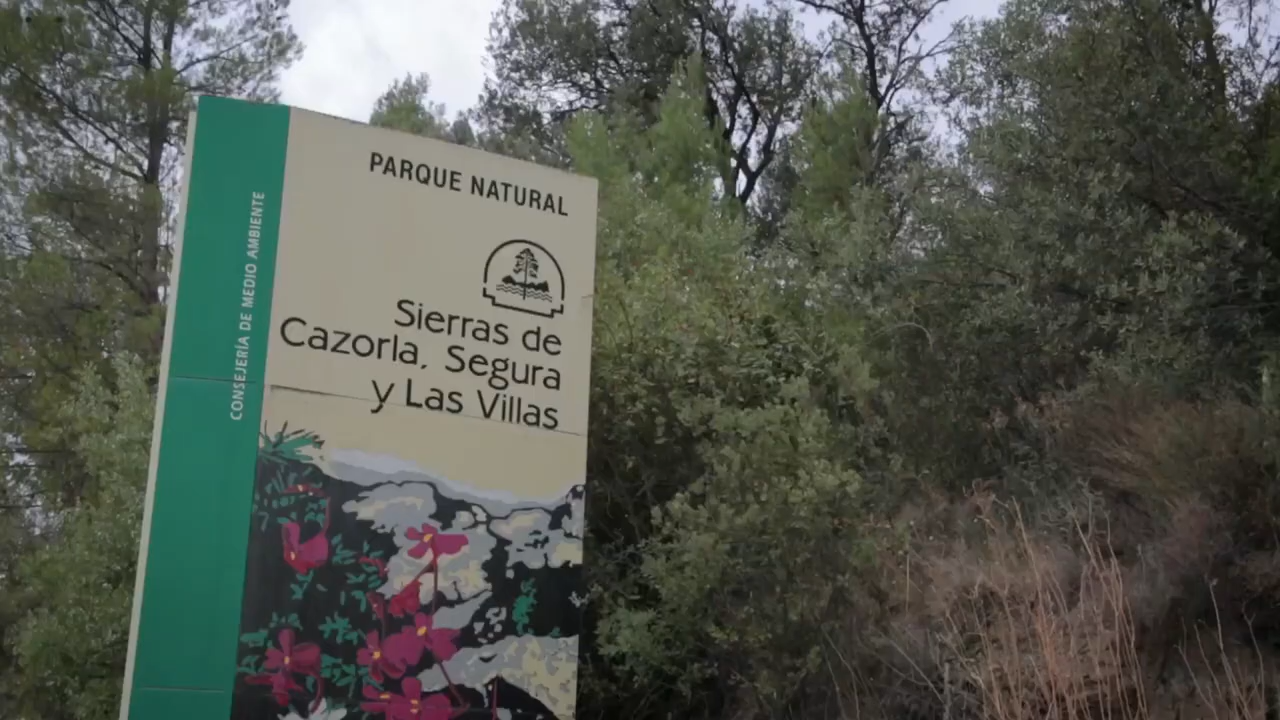 PARQUE NATURAL
Sierras de
Cazorla, Segura
y Las Villas
CONSEJERÍA DE MEDIO AMBIENTE